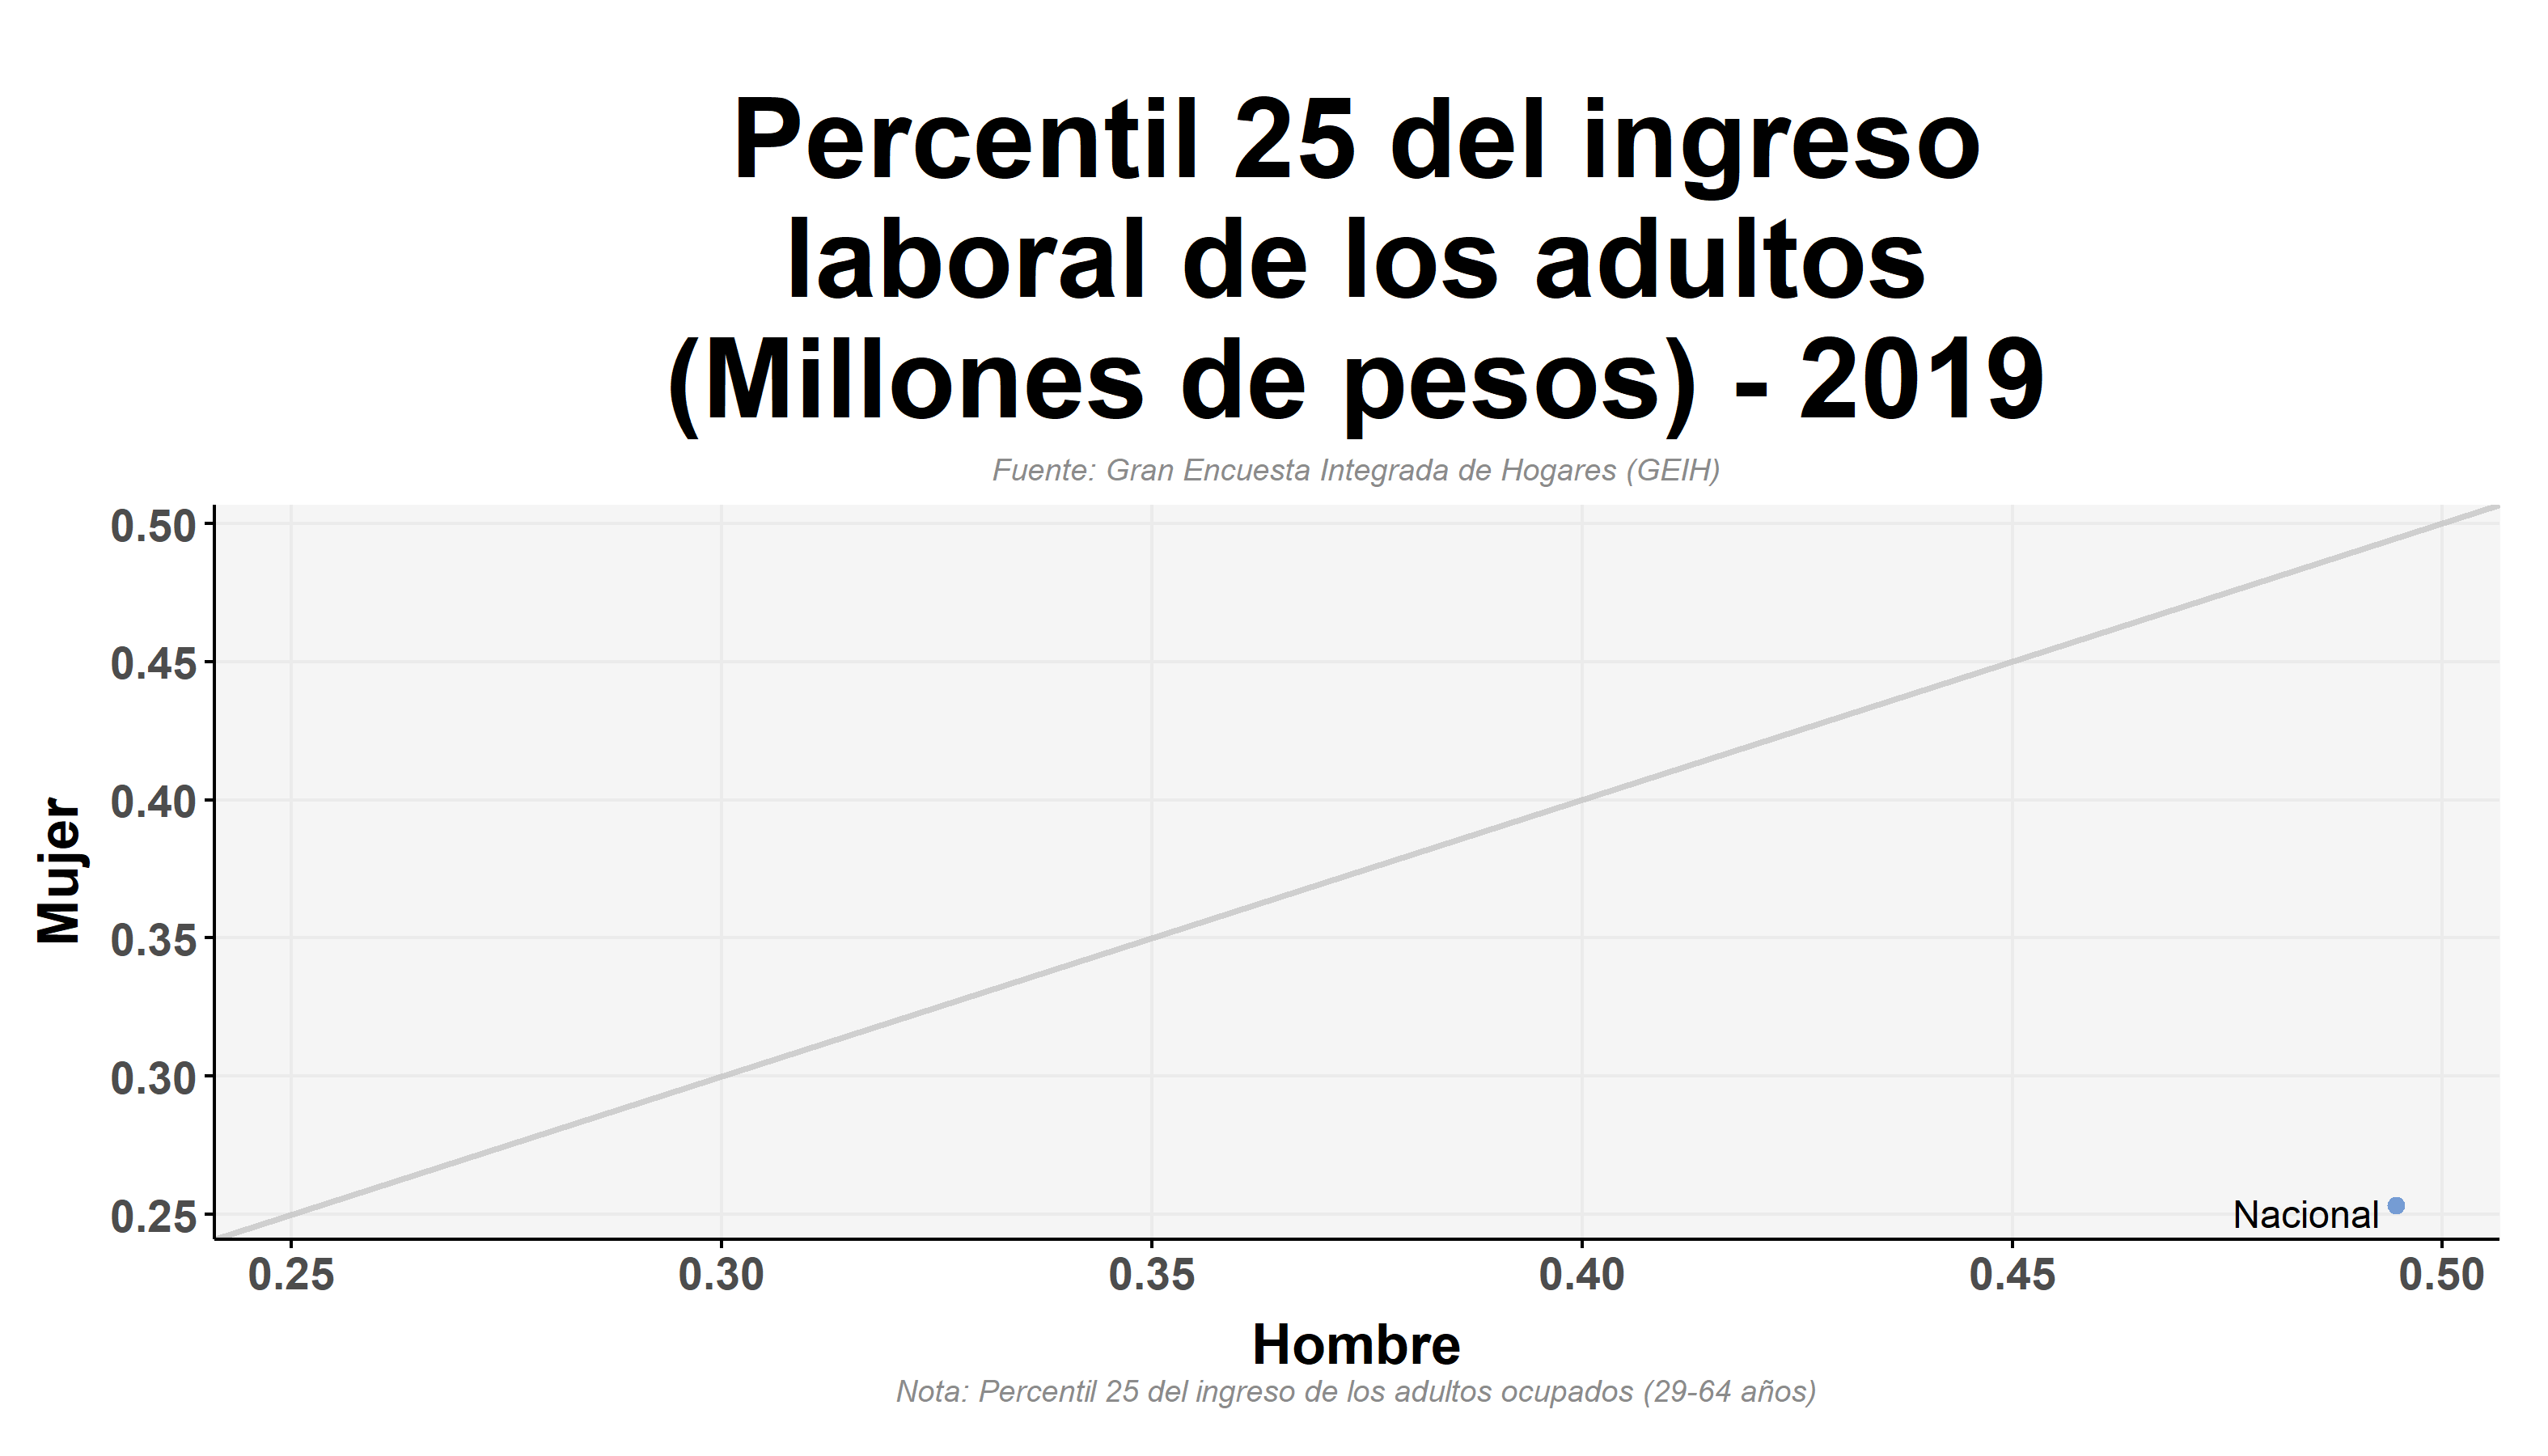 Percentil 25 del ingreso
laboral de los adultos
(Millones de pesos) - 2019
Fuente: Gran Encuesta Integrada de Hogares (GEIH)
0.50
0.45
0.40
0.35
0.30
0.25
Mujer
Nacional
0.25 0.30 0.35 0.40 0.45 0.50
Hombre
Nota: Percentil 25 del ingreso de los adultos ocupados (29-64 años)